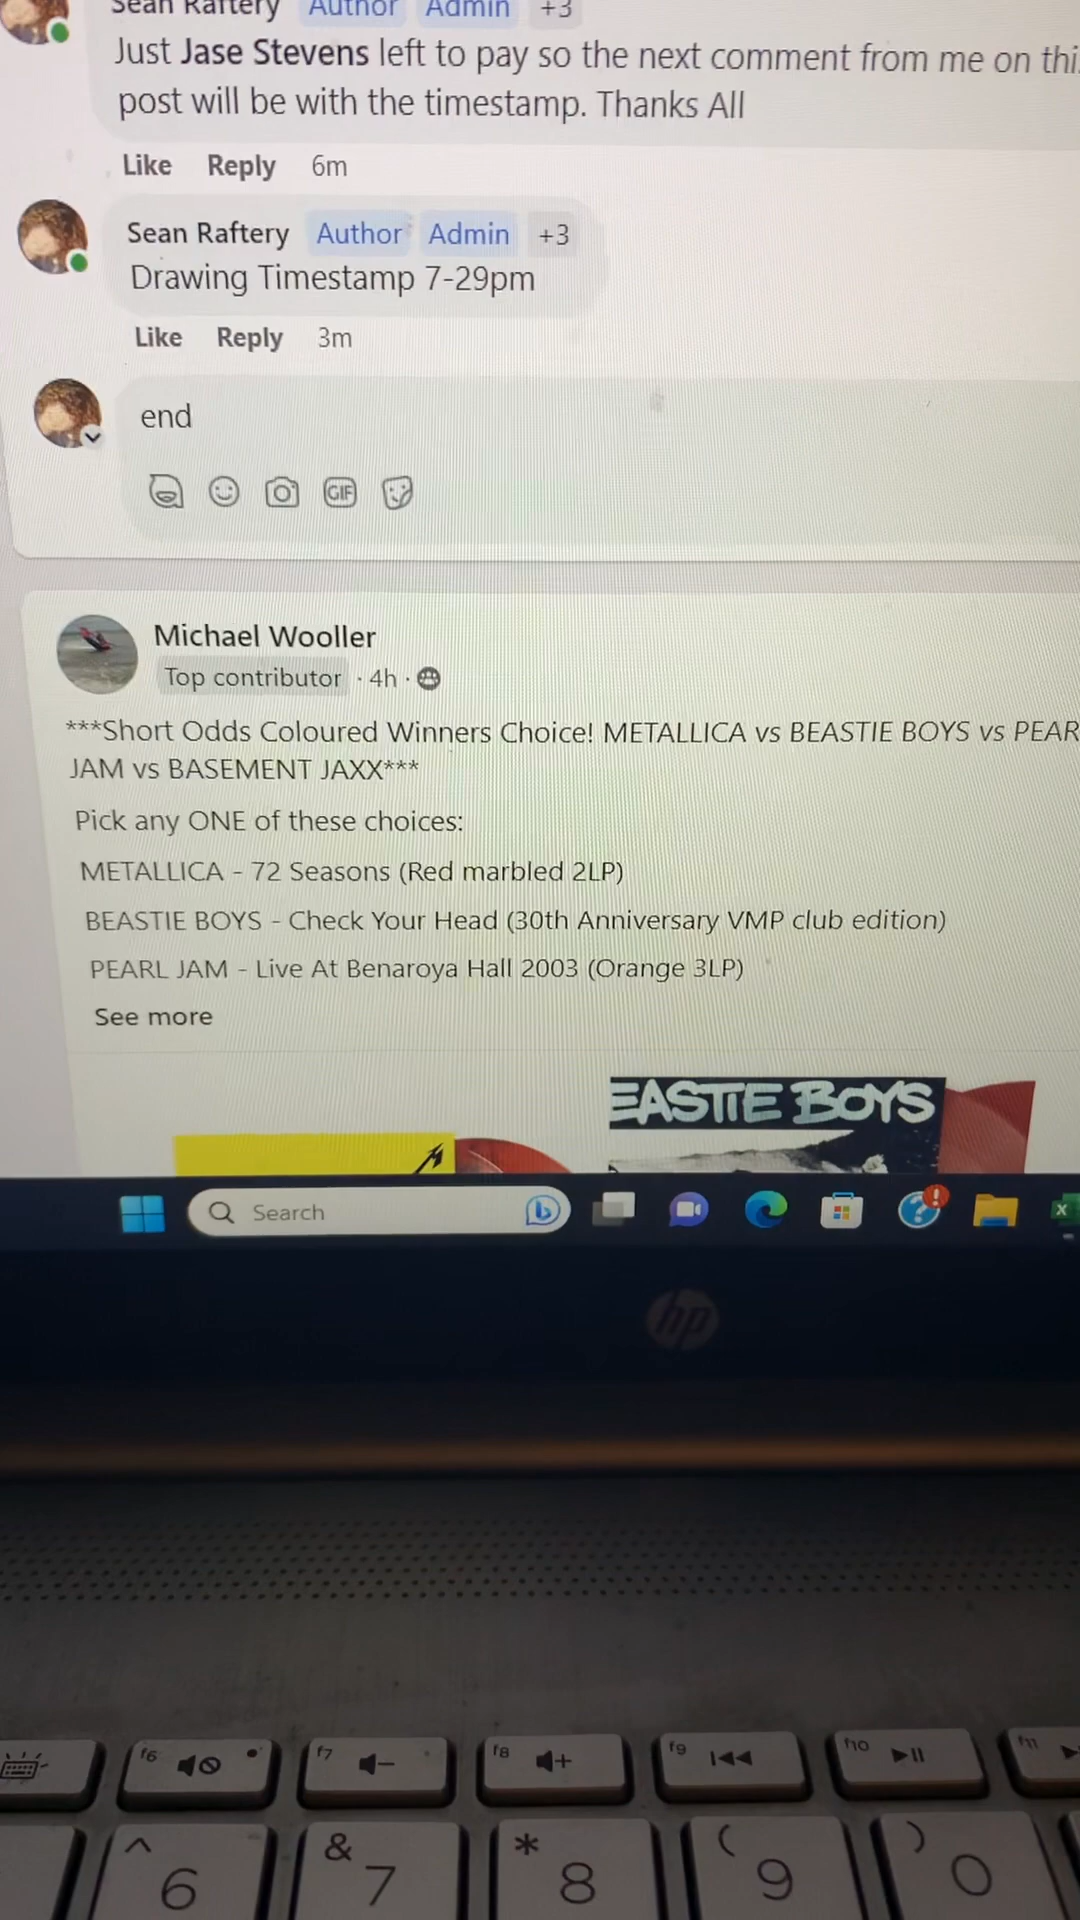 Sean Raftery Author Admin +3
Just Jase Stevens left to pay so the next comment from me on
post will be with the timestamp. Thanks All
Like Reply 6m
Sean Raftery Author Admin +3
Drawing Timestamp 7-29pm
Like Reply 3m
end
GIF
Michael Wooller
Top contributor · 4h ·
***Short Odds Coloured Winners Choice! METALLICA vs BEASTIE BOYS vs PEAR
JAM vs BASEMENT JAXX***
Pick any ONE of these choices:
METALLICA - 72 Seasons (Red marbled 2LP)
BEASTIE BOYS - Check Your Head (30th Anniversary VMP club edition)
PEARL JAM - Live At Benaroya Hall 2003 (Orange 3LP)
See more
EASTIE BOYS
Search
hp
f6 f7 f8 f9 f10 f11
^ & * ( )
6 7 8 9 0